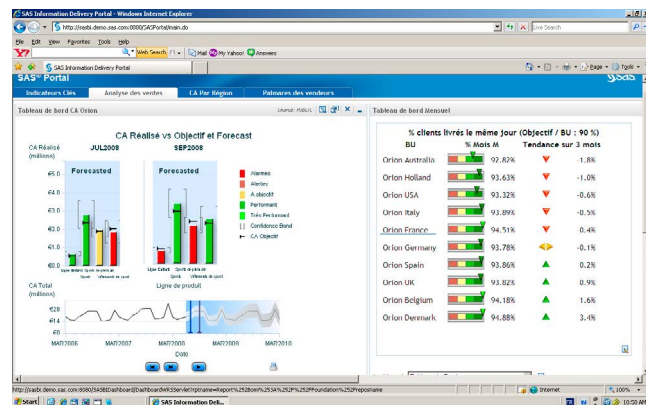 SAS Information Delivery Portal - Windows Internet Explorer
http://sasbi.demo.sas.com:8080/SASPortal/main.do
Live Search
File Edit View Favorites Tools Help
Web Search
Mail
My Yahoo!
Answers
SAS Information Delivery Portal
Page
Tools
SAS® Portal
Indicateurs Clés
Analyse des ventes
CA Par Région
Palmares des vendeurs
Tableau de bord CA Orion
CA Réalisé vs Objectif et Forecast
CA Réalisé
(millions)
JUL2008
SEP2008
Forecasted
Forecasted
€5.0
€4.0
€3.0
€2.0
€1.0
€0.0
Alarmes
Alertes
A objectif
Performant
Très Performant
Confidence Band
CA Objectif
Ligne de produit
CA Total
(millions)
€28
€14
€0
MAR2006
MAR2007
MAR2008
MAR2009
MAR2010
Date
Tableau de bord Mensuel
% clients livrés le même jour (Objectif / BU : 90 %)
BU % Mois M Tendance sur 3 mois
Orion Australia 92.82% -1.8%
Orion Holland 93.63% -1.0%
Orion USA 93.32% -0.6%
Orion Italy 93.89% -0.5%
Orion France 94.51% 0.4%
Orion Germany 93.78% -0.1%
Orion Spain 93.86% 0.2%
Orion UK 93.82% 0.9%
Orion Belgium 94.18% 1.6%
Orion Denmark 94.88% 3.4%
Internet
100%
Start
SAS Information Deli...
FR
10:50 AM